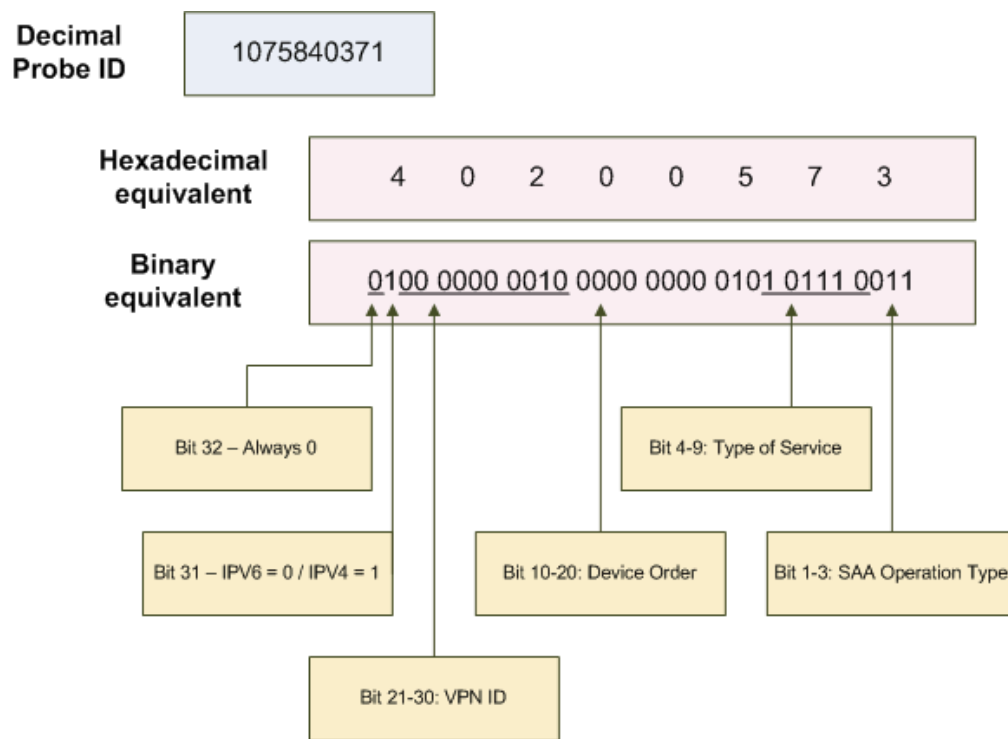 Decimal
Probe ID
1075840371
Hexadecimal
equivalent
4 0 2 0 0 5 7 3
Binary
equivalent
0100 0000 0010 0000 0000 0101 0111 0011
Bit 32 – Always 0
Bit 4-9: Type of Service
Bit 31 – IPV6 = 0 / IPV4 = 1
Bit 10-20: Device Order
Bit 1-3: SAA Operation Type
Bit 21-30: VPN ID